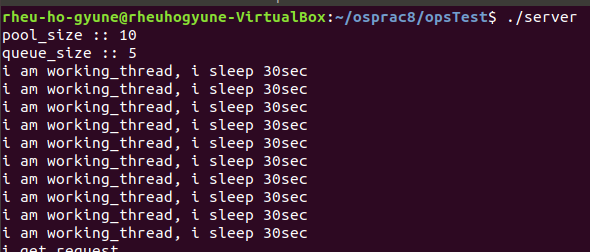 rheu-ho-gyune@rheuhogyune-VirtualBox:~/osprac8/opsTest$ ./server
pool_size :: 10
queue_size :: 5
i am working_thread, i sleep 30sec
i am working_thread, i sleep 30sec
i am working_thread, i sleep 30sec
i am working_thread, i sleep 30sec
i am working_thread, i sleep 30sec
i am working_thread, i sleep 30sec
i am working_thread, i sleep 30sec
i am working_thread, i sleep 30sec
i am working_thread, i sleep 30sec
i am working_thread, i sleep 30sec
i get request